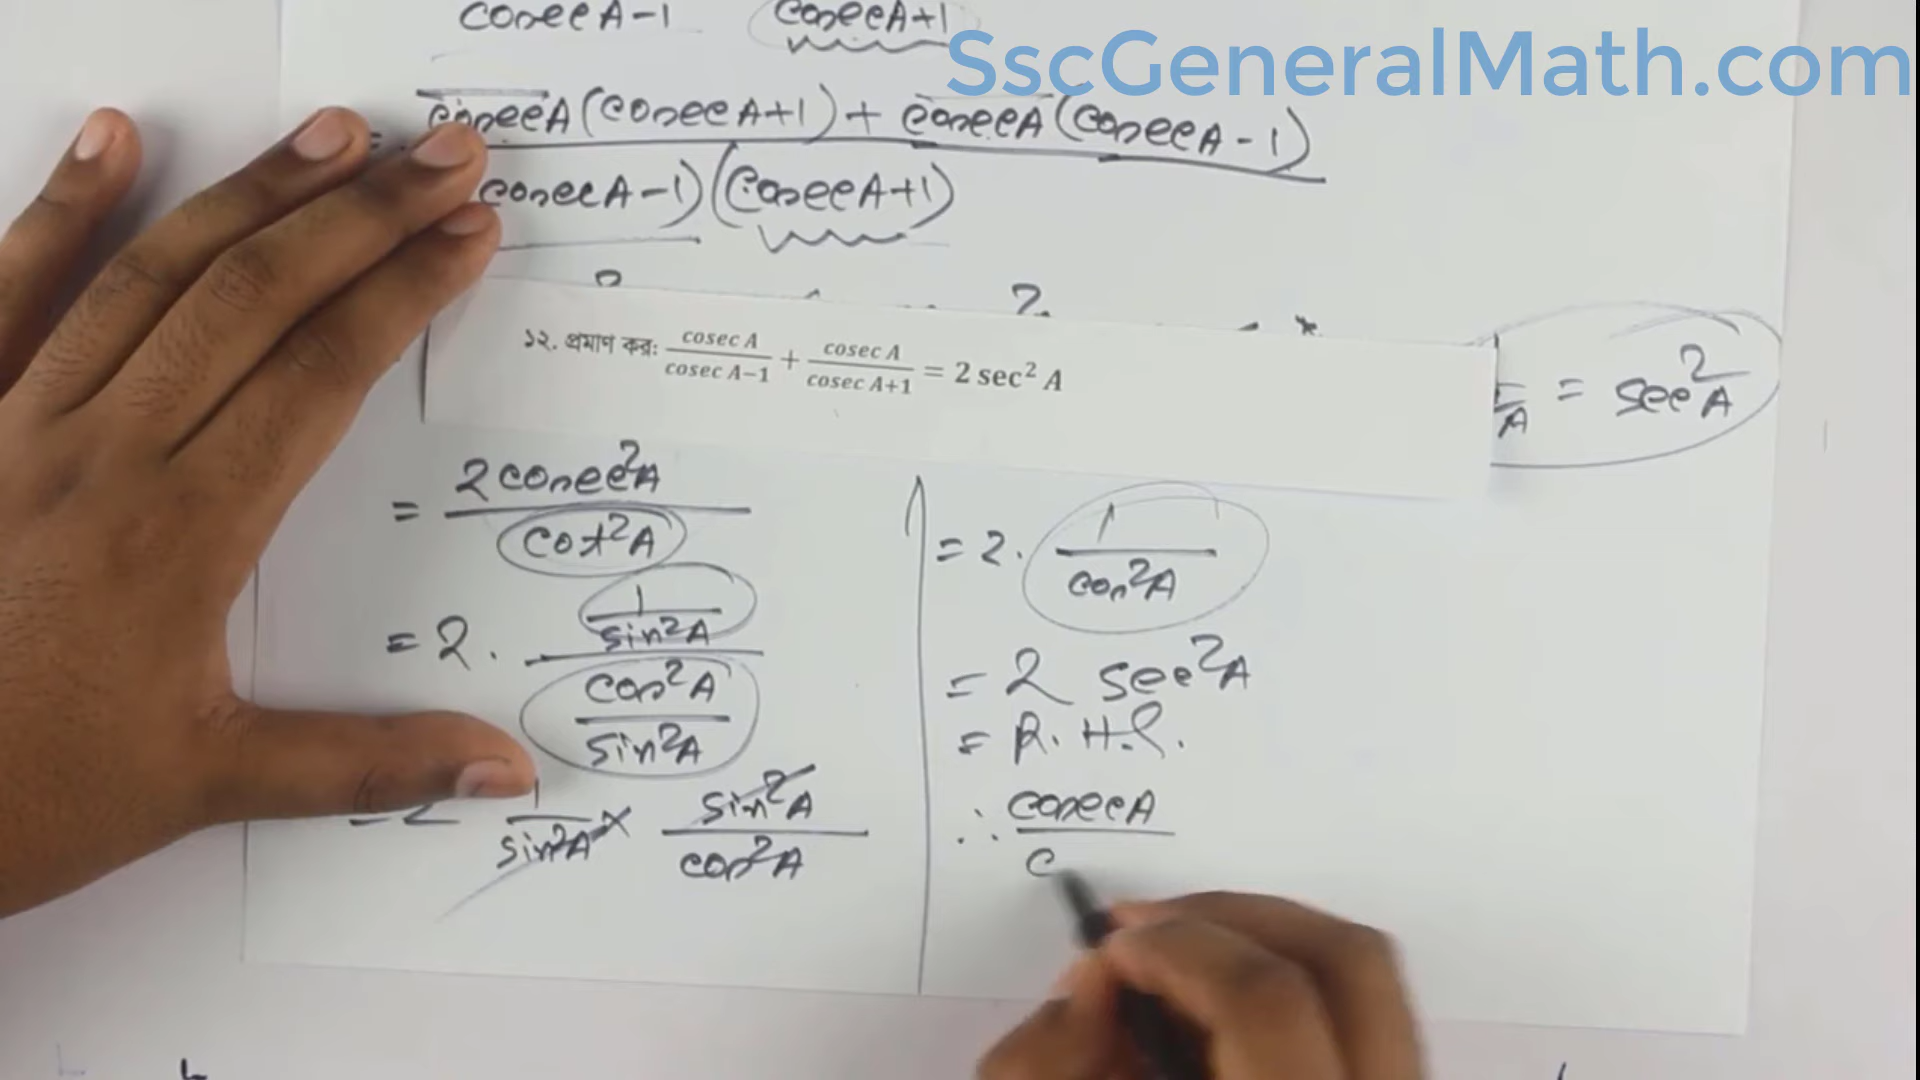 cosecA-1 cosecA+1
SscGeneralMath.com
= cosecA(cosecA+1) + cosecA(cosecA-1)
cosecA-1)(cosecA+1)
১২. প্রমাণ কর: cosec A/cosec A−1 + cosec A/cosec A+1 = 2 sec² A
A = sec²A
= 2cosec²A/cot²A
= 2. 1/sin²A / cos²A/sin²A
= 2 1/sin²A × sin²A/cos²A
= 2. 1/cos²A
= 2 sec²A
= R.H.S.
∴ cosecA/c